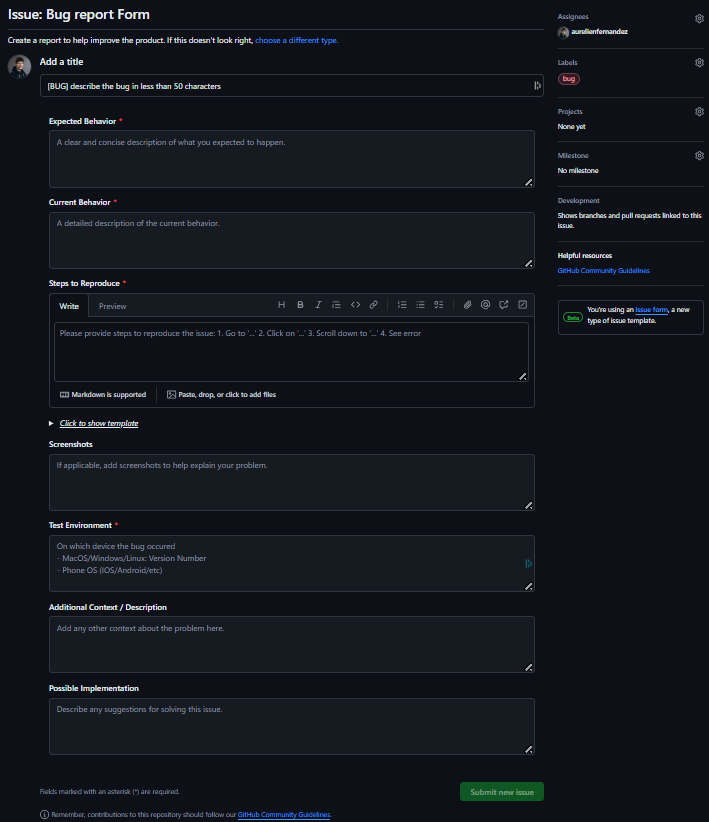 Issue: Bug report Form
Create a report to help improve the product. If this doesn't look right, choose a different type.
Add a title
[BUG] describe the bug in less than 50 characters
Expected Behavior *
A clear and concise description of what you expected to happen.
Current Behavior *
A detailed description of the current behavior.
Steps to Reproduce *
Write
Preview
Please provide steps to reproduce the issue: 1. Go to '...' 2. Click on '...' 3. Scroll down to '...' 4. See error
Markdown is supported
Paste, drop, or click to add files
Click to show template
Screenshots
If applicable, add screenshots to help explain your problem.
Test Environment *
On which device the bug occured
- MacOS/Windows/Linux: Version Number
- Phone OS (IOS/Android/etc)
Additional Context / Description
Add any other context about the problem here.
Possible Implementation
Describe any suggestions for solving this issue.
Fields marked with an asterisk (*) are required.
Submit new issue
Remember, contributions to this repository should follow our GitHub Community Guidelines.
Assignees
aurelienfernandez
Labels
bug
Projects
None yet
Milestone
No milestone
Development
Shows branches and pull requests linked to this
issue.
Helpful resources
GitHub Community Guidelines
Beta
You're using an issue form, a new
type of issue template.